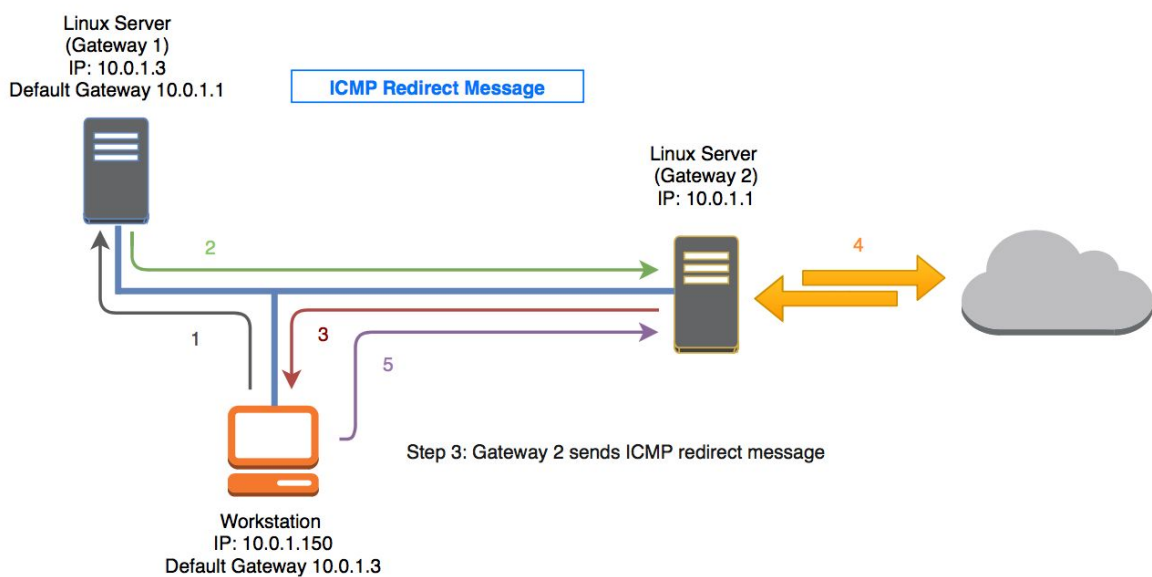 Linux Server
(Gateway 1)
IP: 10.0.1.3
Default Gateway 10.0.1.1
ICMP Redirect Message
Linux Server
(Gateway 2)
IP: 10.0.1.1
2
4
1
3
5
Step 3: Gateway 2 sends ICMP redirect message
Workstation
IP: 10.0.1.150
Default Gateway 10.0.1.3